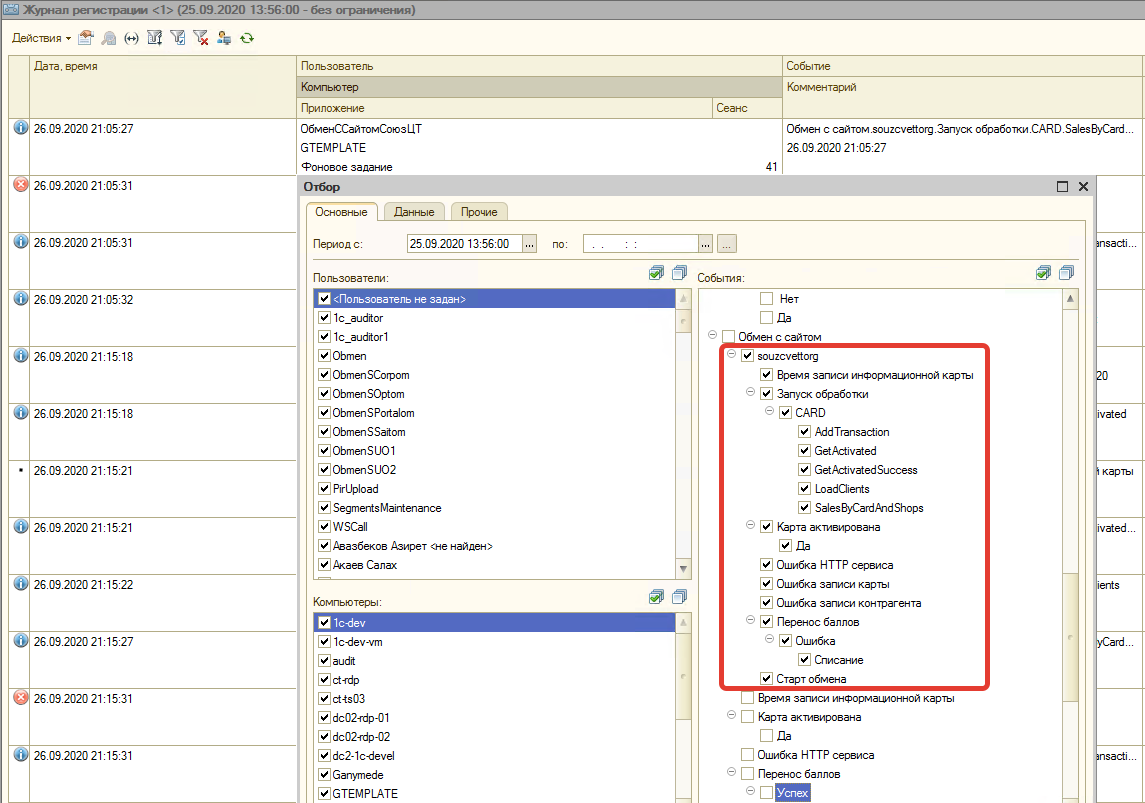 Журнал регистрации <1> (25.09.2020 13:56:00 - без ограничения)
Действия
Дата, время
Пользователь
Событие
Компьютер
Комментарий
Приложение
Сеанс
26.09.2020 21:05:27
ОбменССайтомСоюзЦТ
Обмен с сайтом.souzcvettorg.Запуск обработки.CARD.SalesByCard...
GTEMPLATE
26.09.2020 21:05:27
Фоновое задание
41
26.09.2020 21:05:31
26.09.2020 21:05:31
ansacti...
26.09.2020 21:05:32
26.09.2020 21:15:18
20
26.09.2020 21:15:18
ivated
26.09.2020 21:15:21
й карты
26.09.2020 21:15:21
ivated...
26.09.2020 21:15:22
ients
26.09.2020 21:15:27
yCard...
26.09.2020 21:15:31
26.09.2020 21:15:31
ansacti...
Отбор
Основные
Данные
Прочие
Период с:
25.09.2020 13:56:00
...
по:
. .    : :
...
...
Пользователи:
<Пользователь не задан>
1c_auditor
1c_auditor1
Obmen
ObmenSCorpom
ObmenSOptom
ObmenSPortalom
ObmenSSaitom
ObmenSUO1
ObmenSUO2
PirUpload
SegmentsMaintenance
WSCall
Авазбеков Азирет <не найден>
Акаев Салах
Компьютеры:
1c-dev
1c-dev-vm
audit
ct-rdp
ct-ts03
dc02-rdp-01
dc02-rdp-02
dc2-1c-devel
Ganymede
GTEMPLATE
События:
Нет
Да
Обмен с сайтом
souzcvettorg
Время записи информационной карты
Запуск обработки
CARD
AddTransaction
GetActivated
GetActivatedSuccess
LoadClients
SalesByCardAndShops
Карта активирована
Да
Ошибка HTTP сервиса
Ошибка записи карты
Ошибка записи контрагента
Перенос баллов
Ошибка
Списание
Старт обмена
Время записи информационной карты
Карта активирована
Да
Ошибка HTTP сервиса
Перенос баллов
Успех